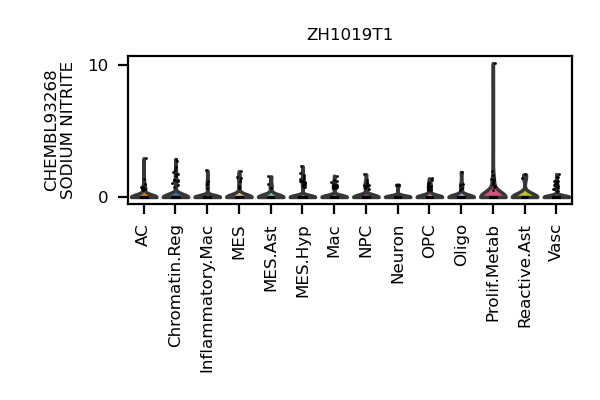 ZH1019T1
CHEMBL93268
SODIUM NITRITE
10
0
AC
Chromatin.Reg
Inflammatory.Mac
MES
MES.Ast
MES.Hyp
Mac
NPC
Neuron
OPC
Oligo
Prolif.Metab
Reactive.Ast
Vasc